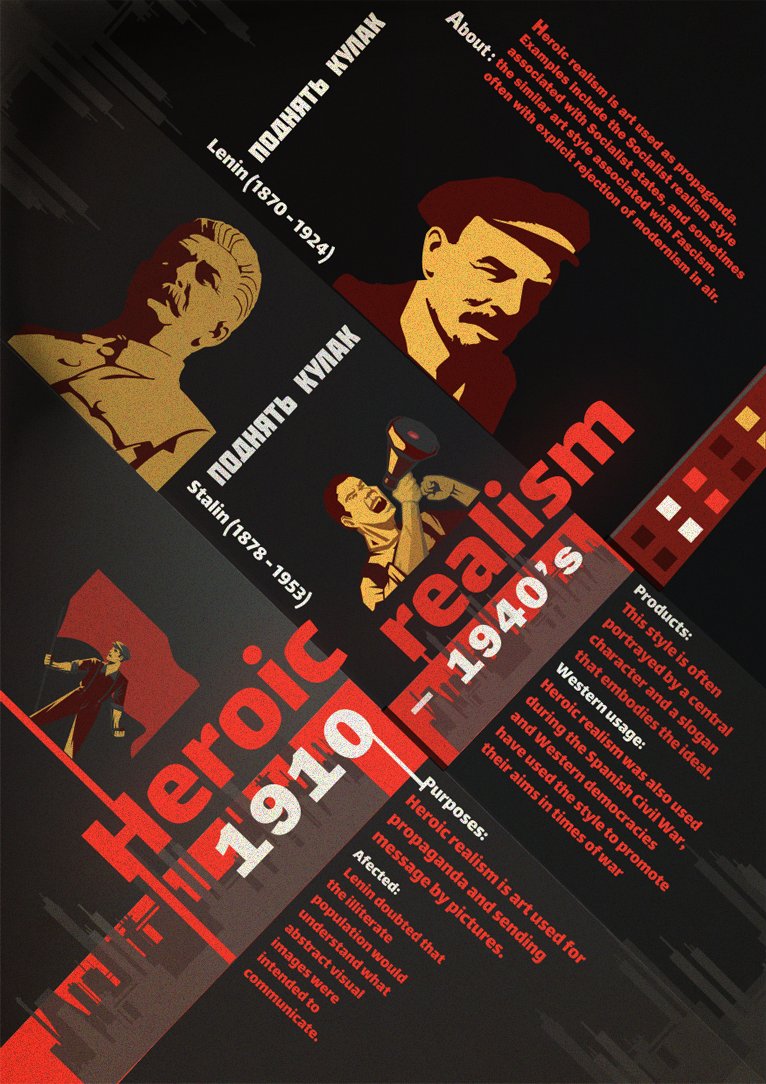 About:
Heroic realism is art used as propaganda.
Examples include the Socialist realism style
associated with Socialist states, and sometimes
the similar art style associated with Fascism.
often with explicit rejection of modernism in air.
ПОДНЯТЬ КУЛАК
Lenin (1870 - 1924)
ПОДНЯТЬ КУЛАК
Stalin (1878 - 1953)
Heroic realism
1910 – 1940's
Products:
This style is often
portrayed by a central
character and a slogan
that embodies the ideal.
Western usage:
Heroic realism was also used
during the Spanish Civil War,
and Western democracies
have used the style to promote
their aims in times of war
Purposes:
Heroic realism is art used for
propaganda and sending
message by pictures.
Afected:
Lenin doubted that
the illiterate
population would
understand what
abstract visual
images were
intended to
communicate.